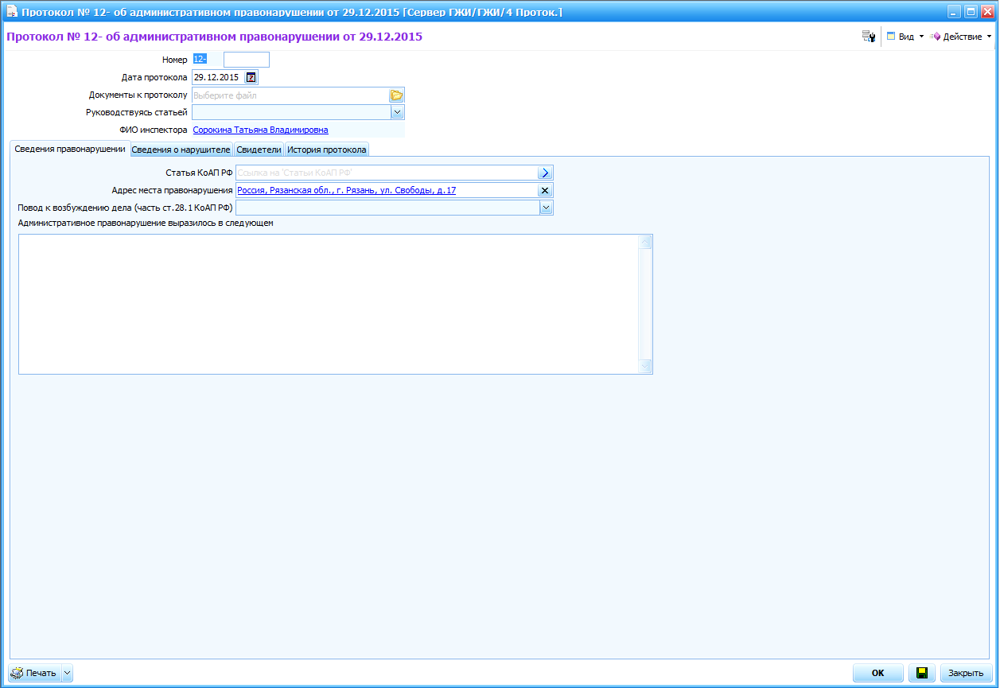 Протокол № 12- об административном правонарушении от 29.12.2015 [Сервер ГЖИ/ГЖИ/4 Проток.]
Протокол № 12- об административном правонарушении от 29.12.2015
Вид
Действие
Номер 12-
Дата протокола 29.12.2015
Документы к протоколу Выберите файл
Руководствуясь статьей
ФИО инспектора Сорокина Татьяна Владимировна
Сведения правонарушении Сведения о нарушителе Свидетели История протокола
Статья КоАП РФ Ссылка на 'Статьи КоАП РФ'
Адрес места правонарушения Россия, Рязанская обл., г. Рязань, ул. Свободы, д.17
Повод к возбуждению дела (часть ст.28.1 КоАП РФ)
Административное правонарушение выразилось в следующем
Печать
ОК
Закрыть